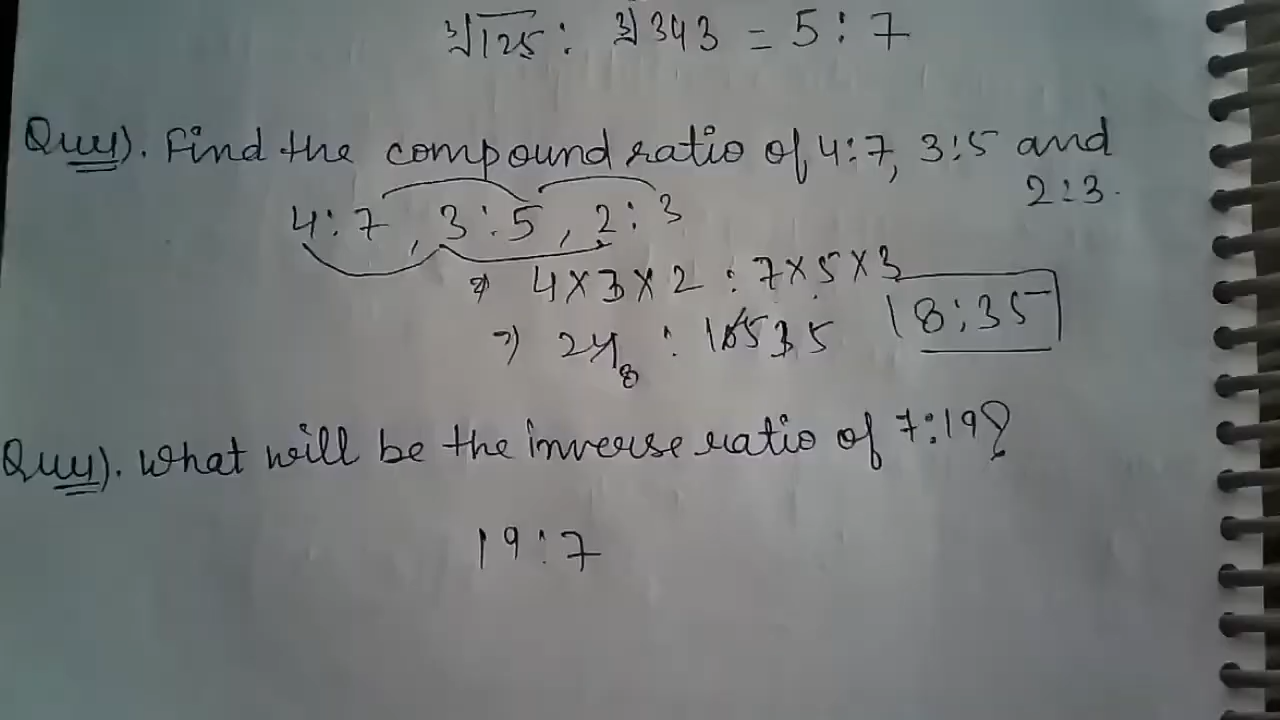 ∛125 : ∛343 = 5 : 7
Find the compound ratio of 4:7, 3:5 and
2:3.
4:7, 3:5, 2:3
⇒ 4×3×2 : 7×5×3
⇒ 24 8 : 105 35 8:35
What will be the inverse ratio of 7:19?
19:7